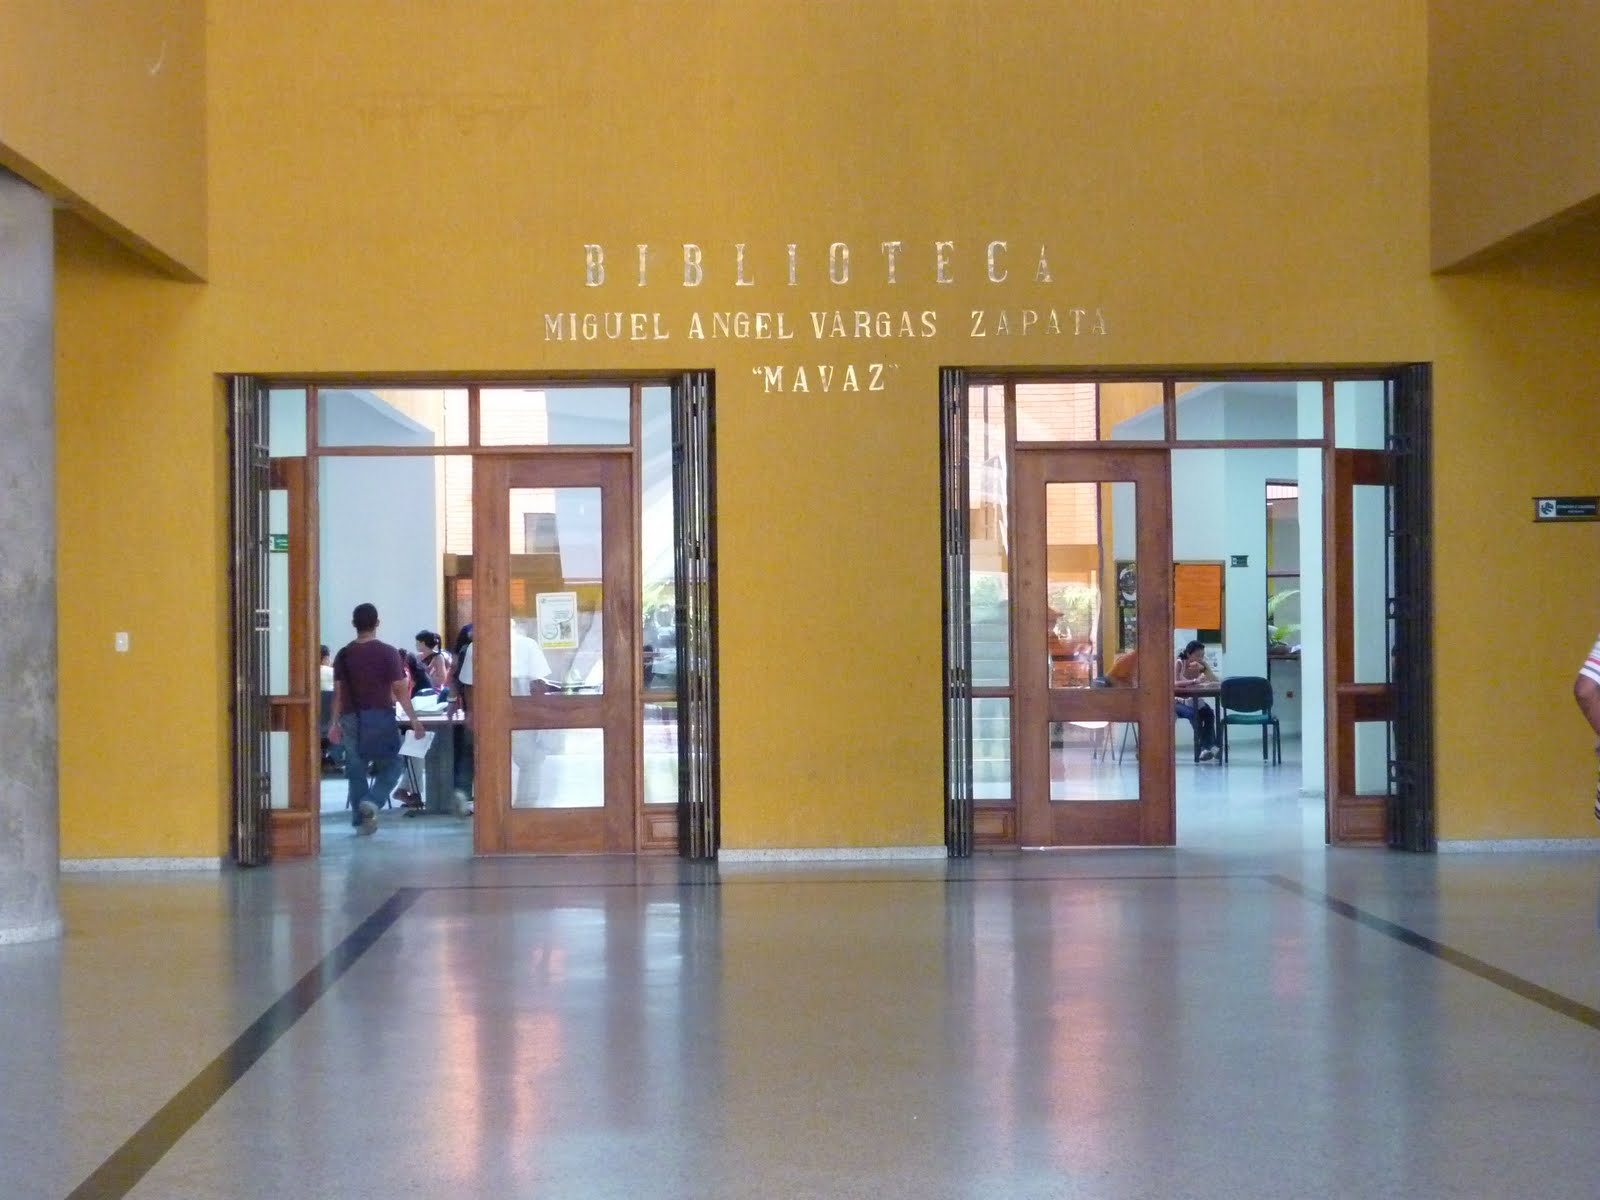 BIBLIOTECA
MIGUEL ANGEL VARGAS ZAPATA
"MAVAZ"